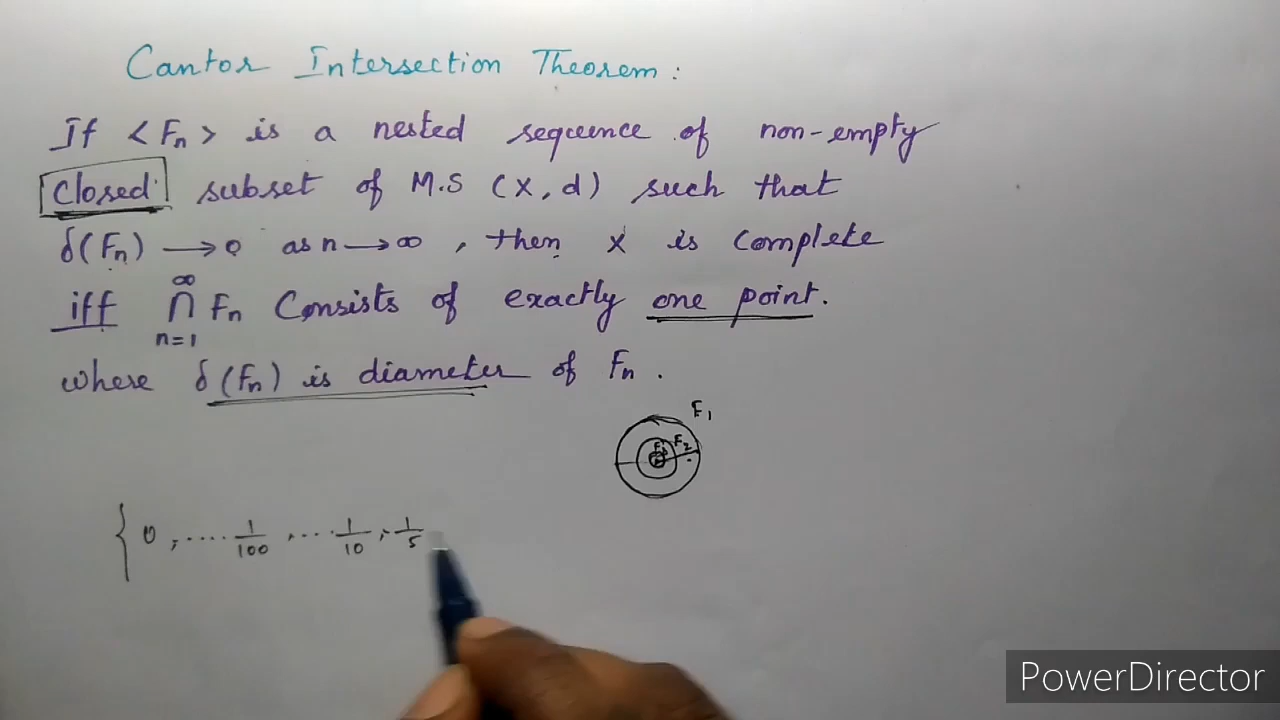 Cantor Intersection Theorem :
If <Fn> is a nested sequence of non-empty
Closed subset of M.S (X, d) such that
δ(Fn) → 0 as n → ∞ , then X is complete
iff ∞ ∩ n=1 Fn Consists of exactly one point.
where δ(Fn) is diameter of Fn .
F1
F2
{ 0 , ..... 1/100 , ... 1/10 , 1/5
PowerDirector